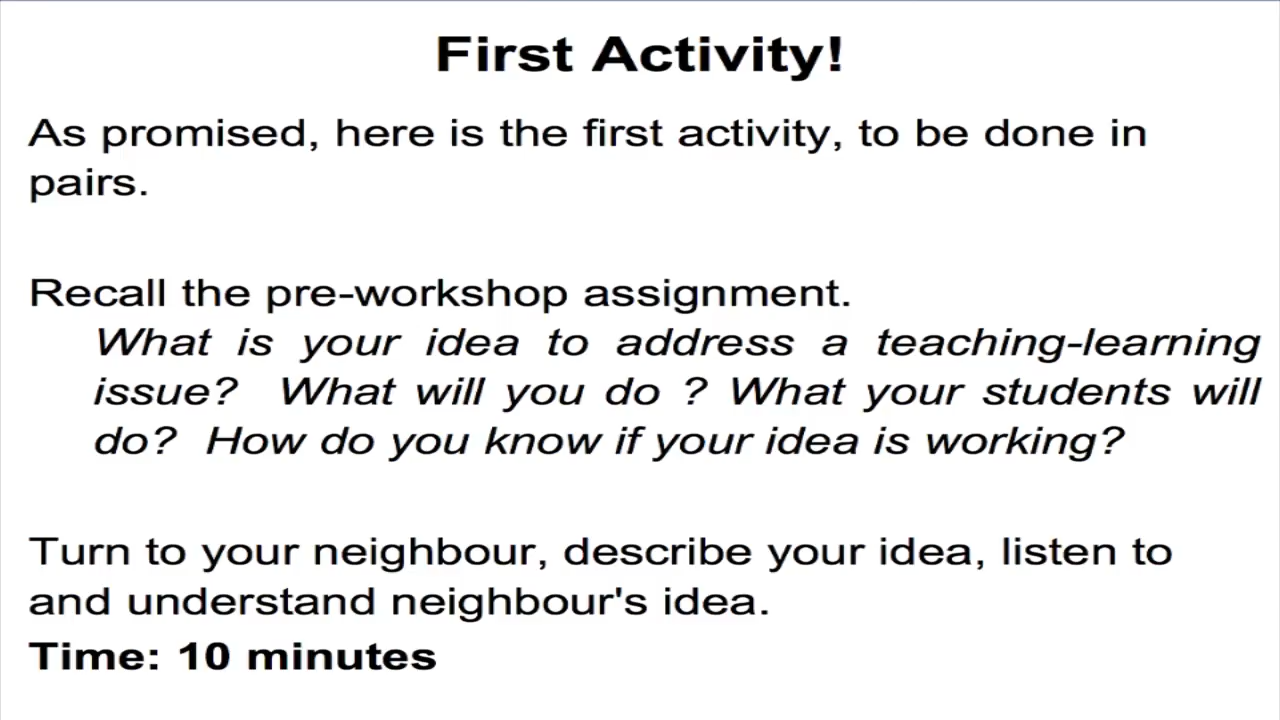 First Activity!
As promised, here is the first activity, to be done in
pairs.
Recall the pre-workshop assignment.
What is your idea to address a teaching-learning
issue? What will you do ? What your students will
do? How do you know if your idea is working?
Turn to your neighbour, describe your idea, listen to
and understand neighbour's idea.
Time: 10 minutes